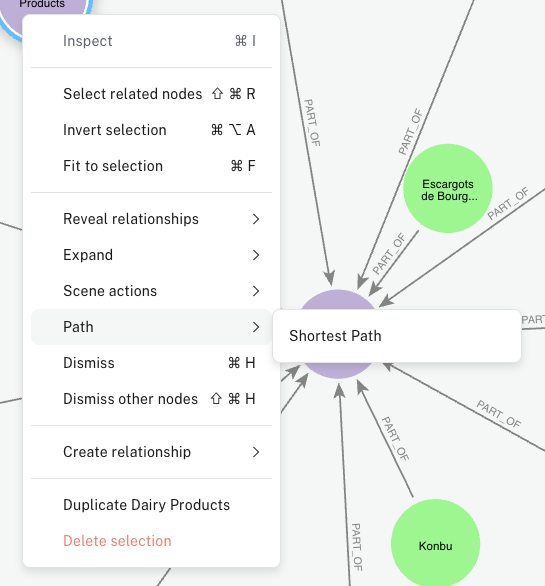 Products
Inspect ⌘ I
Select related nodes ⇧ ⌘ R
Invert selection ⌘ ⌥ A
Fit to selection ⌘ F
Reveal relationships
Expand
Scene actions
Path
Shortest Path
Dismiss ⌘ H
Dismiss other nodes ⇧ ⌘ H
Create relationship
Duplicate Dairy Products
Delete selection
PART_OF
PART_OF
Escargots
de Bourg...
PART_OF
PART_OF
PART_OF
PART_OF
Konbu
PART_OF